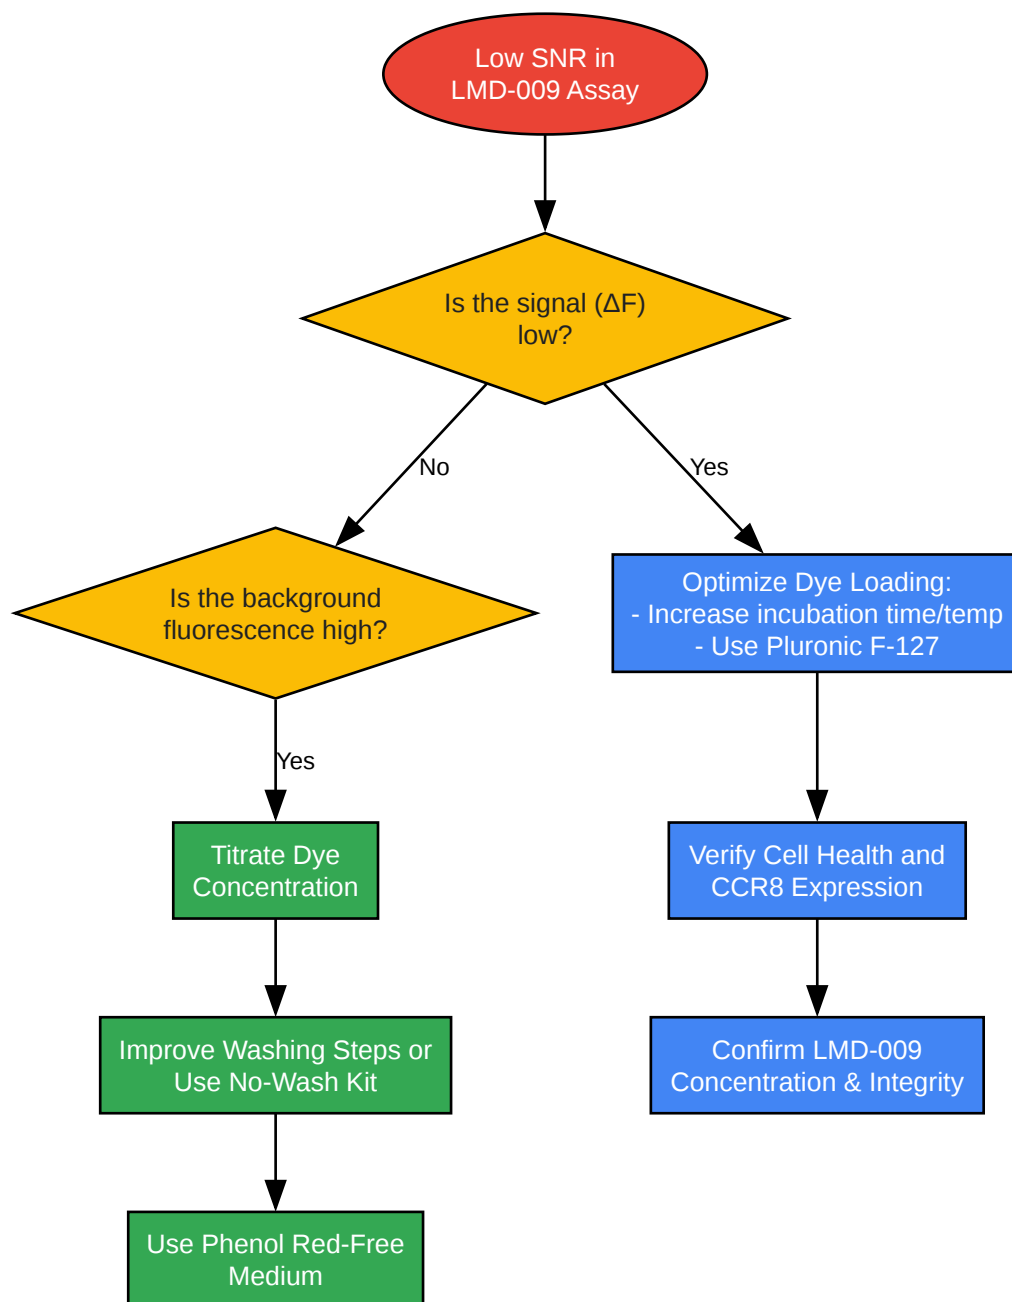 Low SNR in
LMD-009 Assay
Is the signal (ΔF)
low?
No
Yes
Is the background
fluorescence high?
Optimize Dye Loading:
- Increase incubation time/temp
- Use Pluronic F-127
Yes
Titrate Dye
Concentration
Verify Cell Health and
CCR8 Expression
Improve Washing Steps or
Use No-Wash Kit
Confirm LMD-009
Concentration & Integrity
Use Phenol Red-Free
Medium